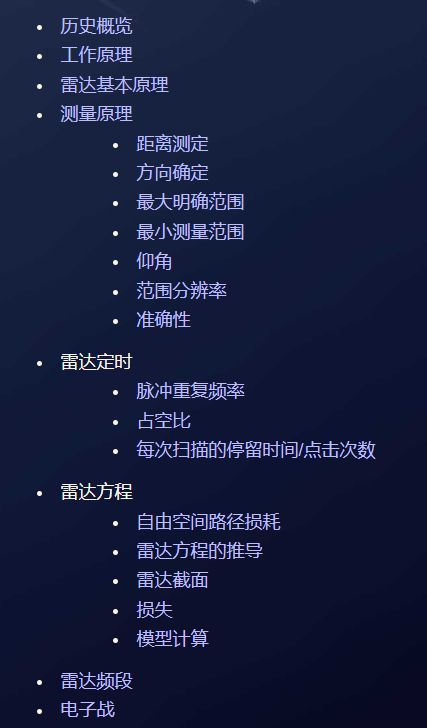 历史概览
工作原理
雷达基本原理
测量原理
距离测定
方向确定
最大明确范围
最小测量范围
仰角
范围分辨率
准确性
雷达定时
脉冲重复频率
占空比
每次扫描的停留时间/点击次数
雷达方程
自由空间路径损耗
雷达方程的推导
雷达截面
损失
模型计算
雷达频段
电子战